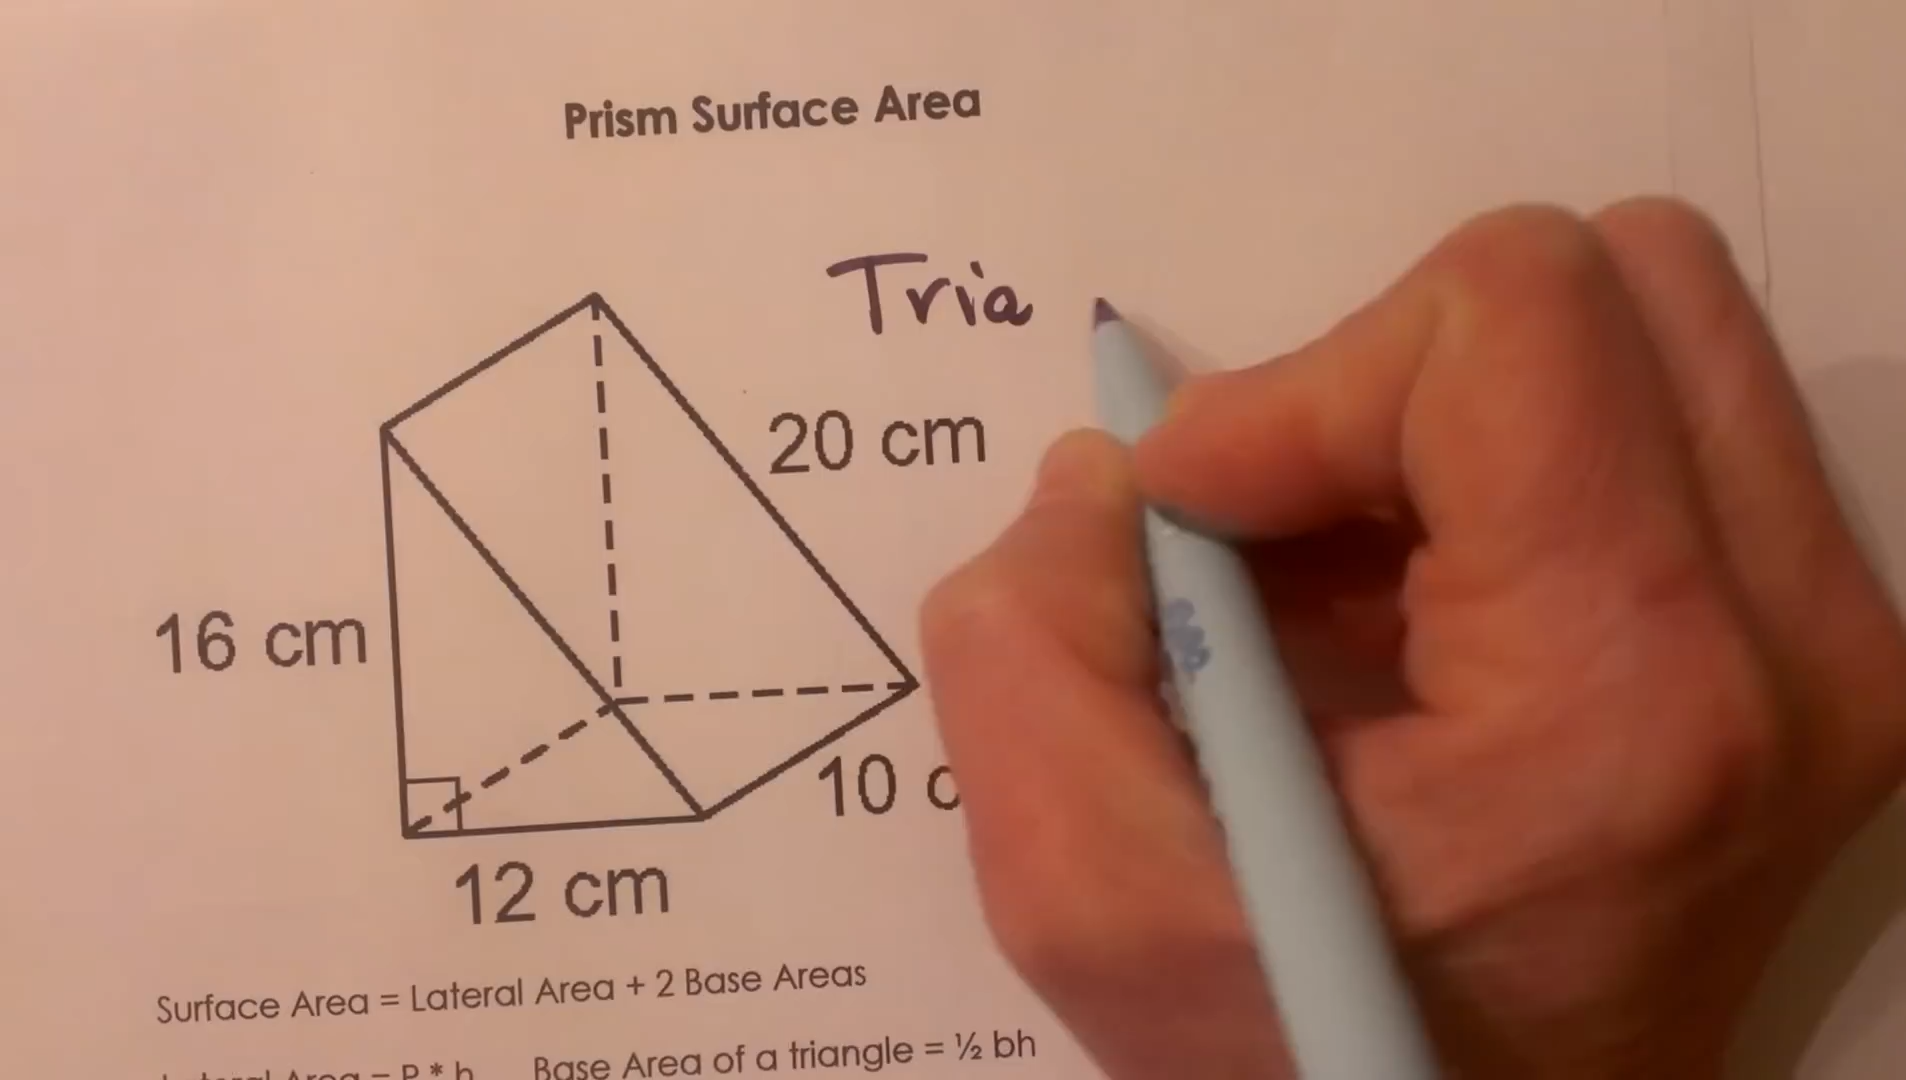 Prism Surface Area
Tria
20 cm
16 cm
10
12 cm
Surface Area = Lateral Area + 2 Base Areas
Area = P * h Base Area of a triangle = ½ bh